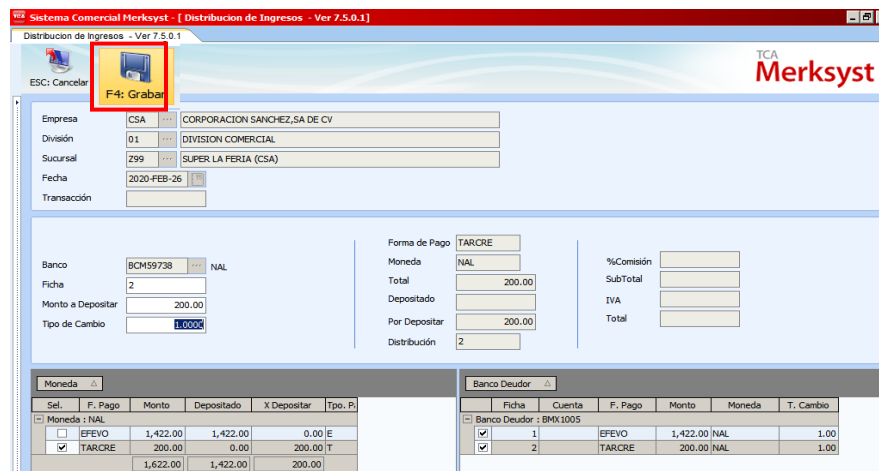 TCA Sistema Comercial Merksyst - [ Distribucion de Ingresos - Ver 7.5.0.1]
Distribucion de Ingresos - Ver 7.5.0.1
ESC: Cancelar
F4: Grabar
TCA
Merksyst
Empresa CSA ... CORPORACION SANCHEZ,SA DE CV
División 01 ... DIVISION COMERCIAL
Sucursal Z99 ... SUPER LA FERIA (CSA)
Fecha 2020-FEB-26
Transacción
Banco BCM59738 ... NAL
Ficha 2
Monto a Depositar 200.00
Tipo de Cambio 1.0000
Forma de Pago TARCRE
Moneda NAL
Total 200.00
Depositado
Por Depositar 200.00
Distribución 2
%Comisión
SubTotal
IVA
Total
Moneda
Sel. F. Pago Monto Depositado X Depositar Tpo. P.
Moneda : NAL
EFEVO 1,422.00 1,422.00 0.00 E
TARCRE 200.00 0.00 200.00 T
1,622.00 1,422.00 200.00
Banco Deudor
Ficha Cuenta F. Pago Monto Moneda T. Cambio
Banco Deudor : BMX1005
1 EFEVO 1,422.00 NAL 1.00
2 TARCRE 200.00 NAL 1.00